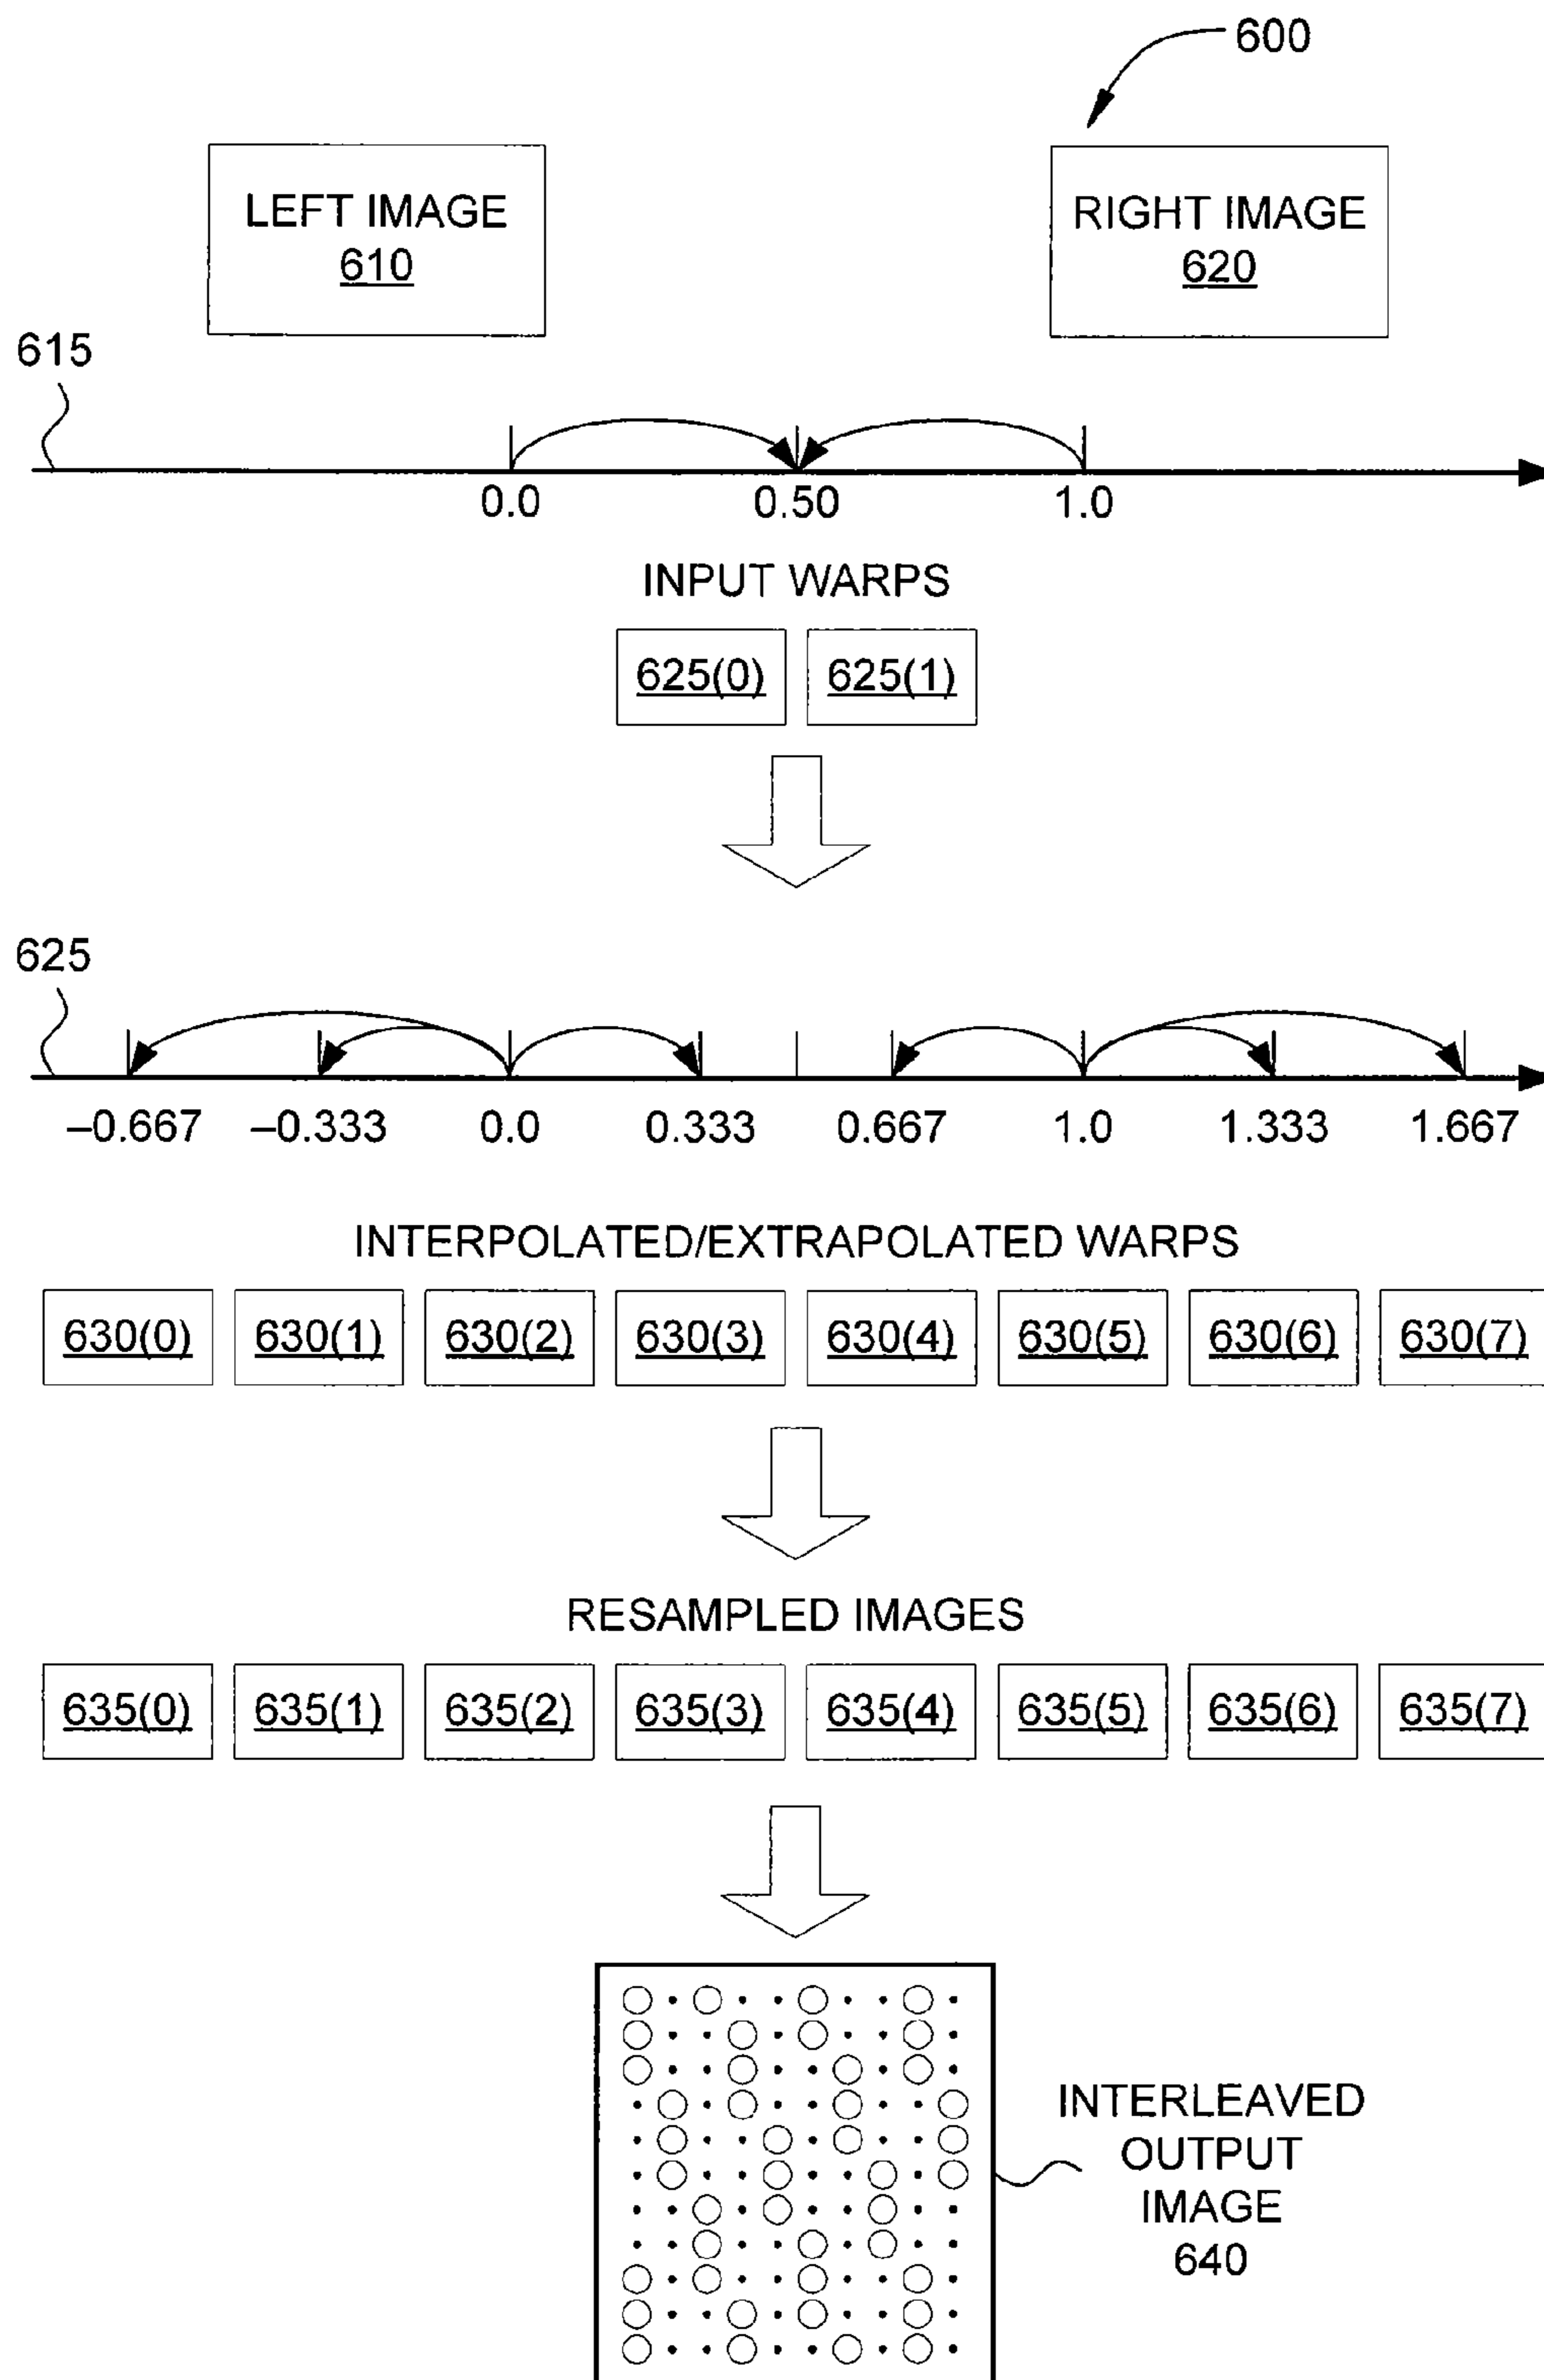 600
LEFT IMAGE
610
RIGHT IMAGE
620
615
0.0 0.50 1.0
INPUT WARPS
625(0) 625(1)
625
–0.667 –0.333 0.0 0.333 0.667 1.0 1.333 1.667
INTERPOLATED/EXTRAPOLATED WARPS
630(0) 630(1) 630(2) 630(3) 630(4) 630(5) 630(6) 630(7)
RESAMPLED IMAGES
635(0) 635(1) 635(2) 635(3) 635(4) 635(5) 635(6) 635(7)
INTERLEAVED
OUTPUT
IMAGE
640